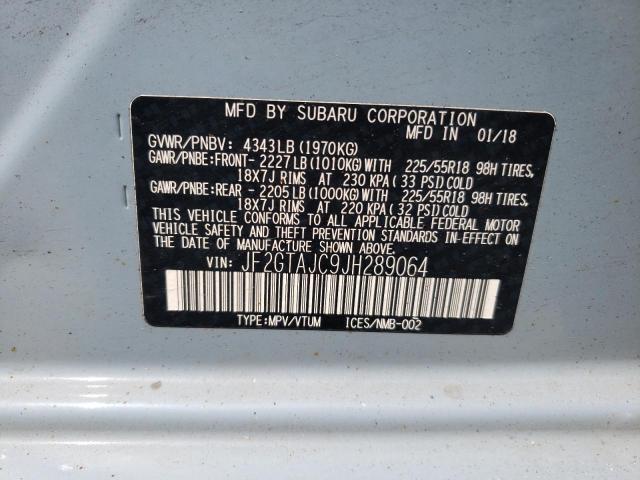 MFD BY SUBARU CORPORATION
GVWR/PNBV: 4343LB(1970KG) MFD IN 01/18
GAWR/PNBE:FRONT- 2227LB(1010KG)WITH 225/55R18 98H TIRES,
18X7J RIMS AT 230 KPA(33 PSI)COLD
GAWR/PNBE:REAR - 2205LB(1000KG)WITH 225/55R18 98H TIRES,
18X7J RIMS AT 220 KPA(32 PSI)COLD
THIS VEHICLE CONFORMS TO ALL APPLICABLE FEDERAL MOTOR
VEHICLE SAFETY AND THEFT PREVENTION STANDARDS IN-EFFECT ON
THE DATE OF MANUFACTURE SHOWN ABOVE.
VIN: JF2GTAJC9JH289064
TYPE:MPV/VTUM ICES/NMB-002